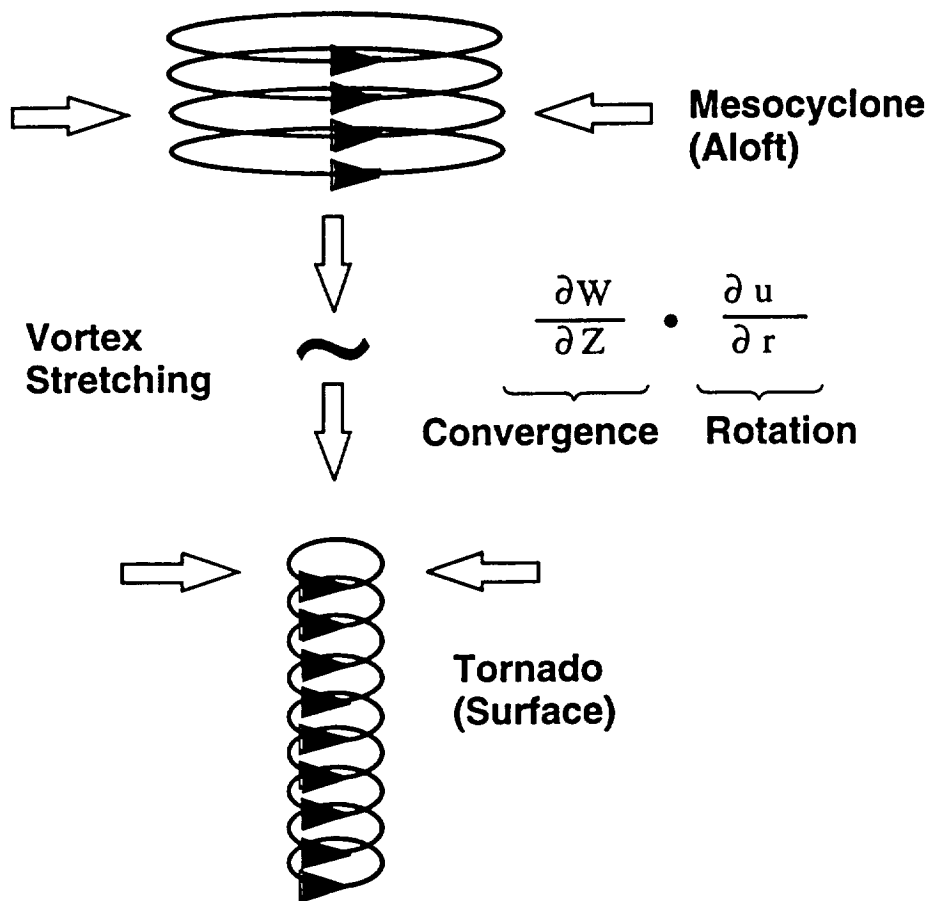 Mesocyclone
(Aloft)
∂W
∂Z
•
∂ u
∂ r
Vortex
Stretching
~
Convergence
Rotation
Tornado
(Surface)